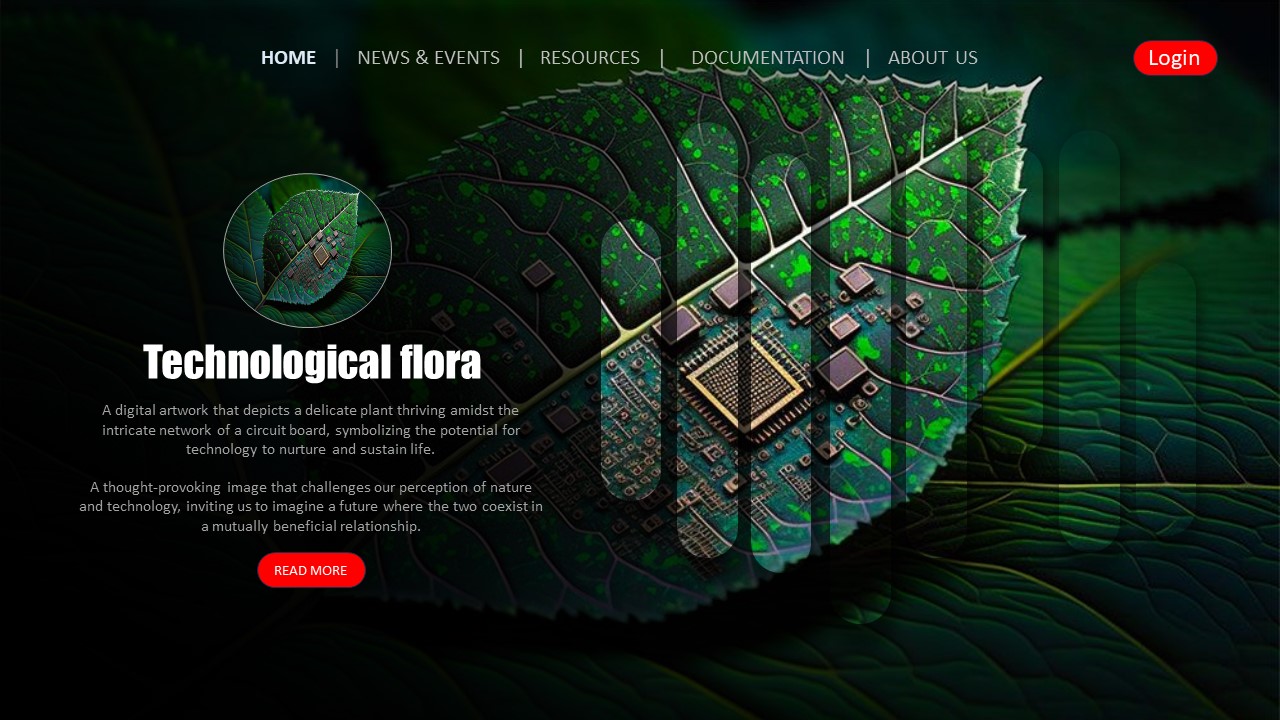 HOME | NEWS & EVENTS | RESOURCES | DOCUMENTATION | ABOUT US
Login
Technological flora
A digital artwork that depicts a delicate plant thriving amidst the
intricate network of a circuit board, symbolizing the potential for
technology to nurture and sustain life.
A thought-provoking image that challenges our perception of nature
and technology, inviting us to imagine a future where the two coexist in
a mutually beneficial relationship.
READ MORE